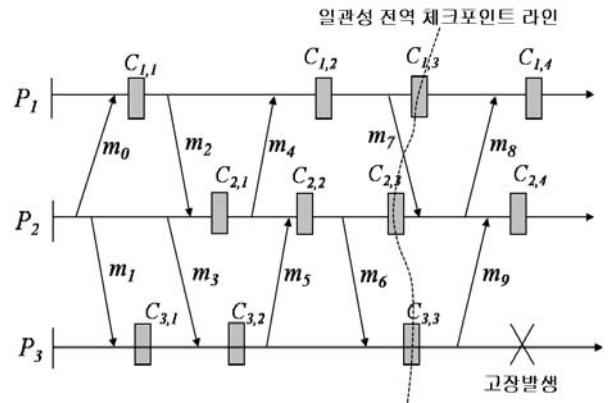 일관성 전역 체크포인트 라인
C1,1
C1,2
C1,3
C1,4
P1
m0
m2
m4
m7
m8
C2,1
C2,2
C2,3
C2,4
P2
m1
m3
m5
m6
m9
C3,1
C3,2
C3,3
P3
고장발생